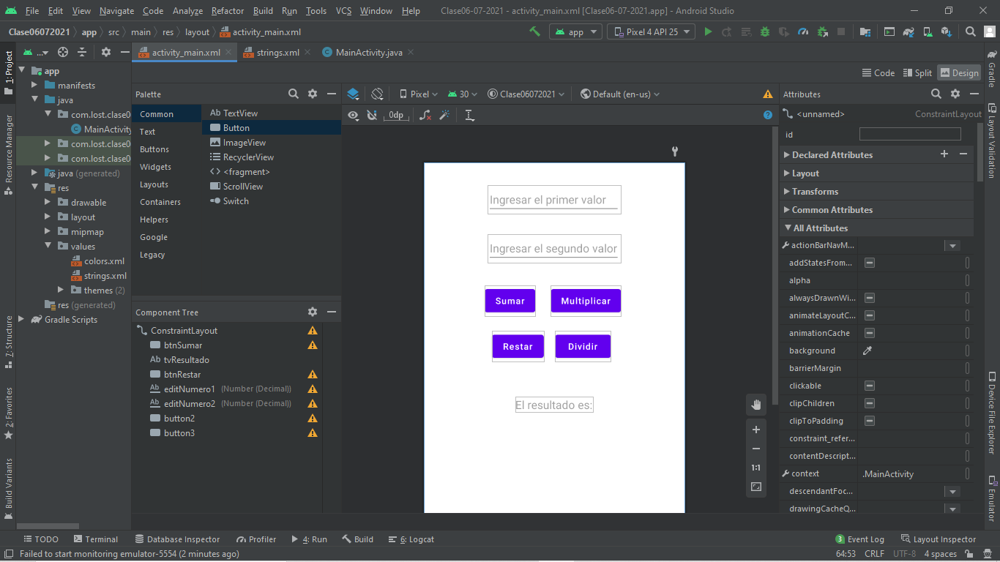 File Edit View Navigate Code Analyze Refactor Build Run Tools VCS Window Help Clase06-07-2021 - activity_main.xml [Clase06-07-2021.app] - Android Studio
Clase06072021 app src main res layout activity_main.xml app Pixel 4 API 25
1: Project
Resource Manager
7: Structure
2: Favorites
Build Variants
...
app
manifests
java
com.lost.clase0
MainActivity
com.lost.clase0
com.lost.clase0
java (generated)
res
drawable
layout
mipmap
values
colors.xml
strings.xml
themes (2)
res (generated)
Gradle Scripts
activity_main.xml strings.xml MainActivity.java
Code Split Design
Palette
Common
Text
Buttons
Widgets
Layouts
Containers
Helpers
Google
Legacy
Ab TextView
Button
ImageView
RecyclerView
<> <fragment>
ScrollView
Switch
Component Tree
ConstraintLayout
btnSumar
Ab tvResultado
btnRestar
Ab editNumero1 (Number (Decimal))
Ab editNumero2 (Number (Decimal))
button2
button3
Pixel 30 Clase06072021 Default (en-us)
0dp ?
Ingresar el primer valor
Ingresar el segundo valor
Sumar Multiplicar
Restar Dividir
El resultado es:
1:1
Attributes
<unnamed> ConstraintLayout
id
Declared Attributes
Layout
Transforms
Common Attributes
All Attributes
actionBarNavM...
addStatesFrom...
alpha
alwaysDrawnWi...
animateLayoutC...
animationCache
background
barrierMargin
clickable
clipChildren
clipToPadding
constraint_refer...
contentDescript...
context .MainActivity
descendantFoc...
drawingCacheQ...
Gradle
Layout Validation
Device File Explorer
Emulator
TODO Terminal Database Inspector Profiler 4: Run Build 6: Logcat 3 Event Log Layout Inspector
Failed to start monitoring emulator-5554 (2 minutes ago) 64:53 CRLF UTF-8 4 spaces